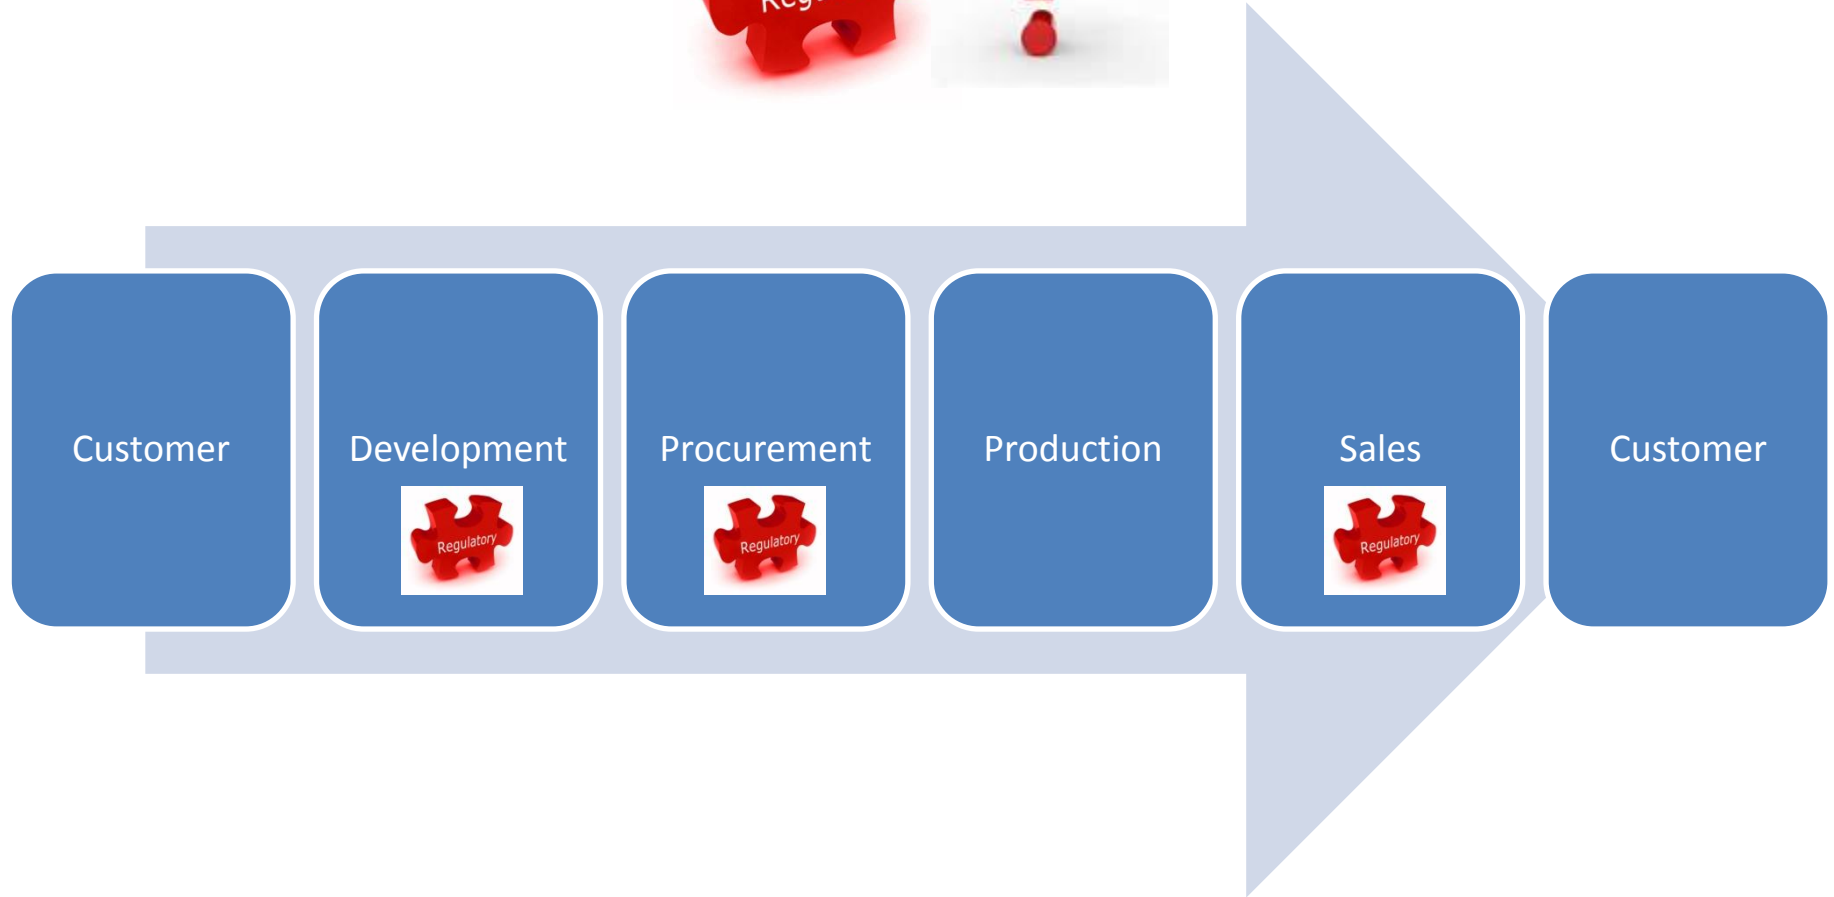 Customer
Development
Procurement
Production
Sales
Customer
Regulatory
Regulatory
Regulatory